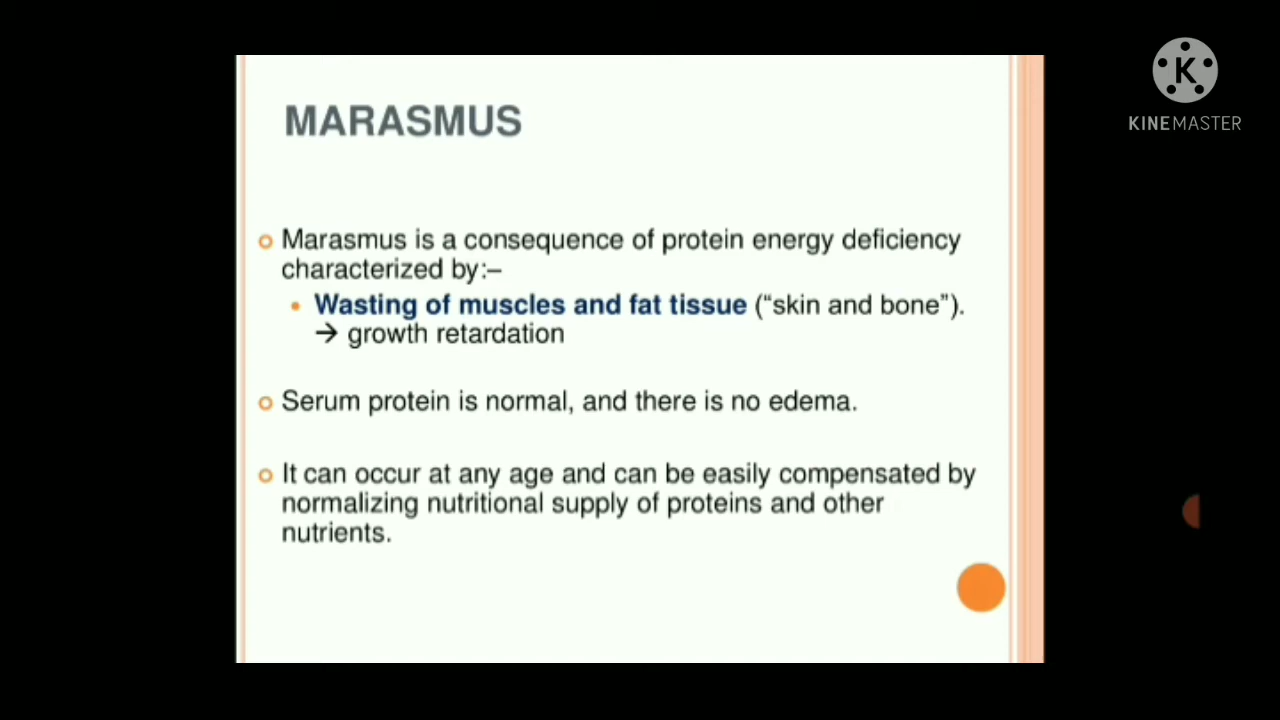 MARASMUS
Marasmus is a consequence of protein energy deficiency
characterized by:–
Wasting of muscles and fat tissue (“skin and bone”).
→ growth retardation
Serum protein is normal, and there is no edema.
It can occur at any age and can be easily compensated by
normalizing nutritional supply of proteins and other
nutrients.
K
KINEMASTER